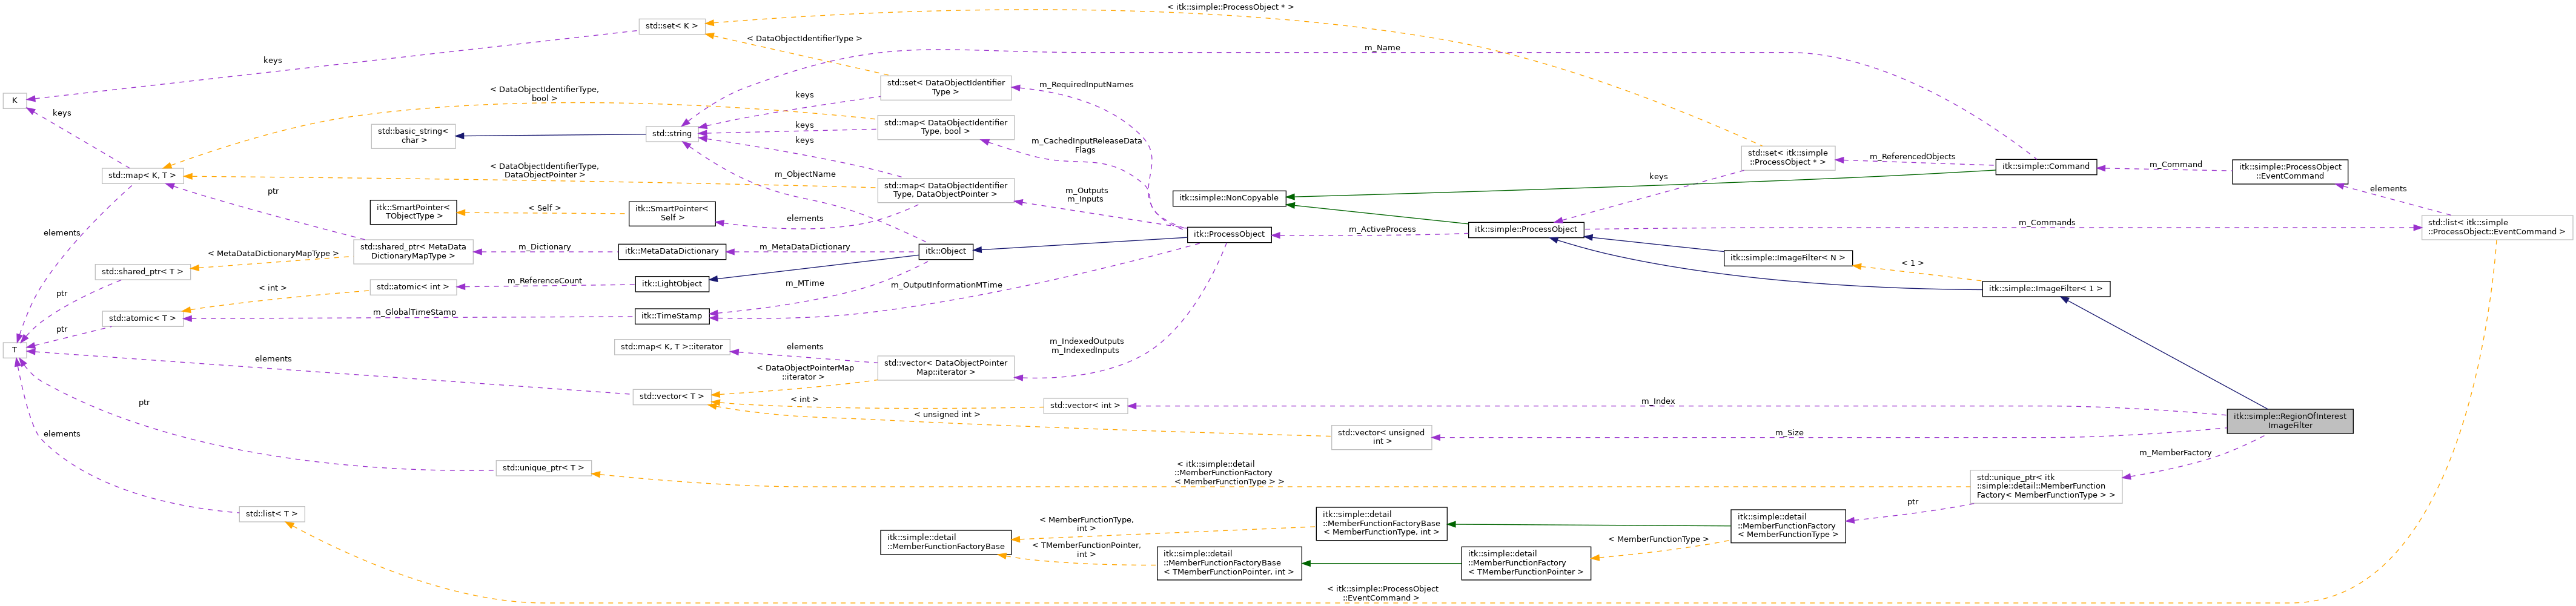 < itk::simple::ProcessObject * >
std::set< K >
< DataObjectIdentifierType >
m_Name
keys
std::set< DataObjectIdentifier
Type >
m_RequiredInputNames
K
< DataObjectIdentifierType,
bool >
keys
keys
std::map< DataObjectIdentifier
Type, bool >
keys
std::basic_string<
char >
std::string
keys
m_CachedInputReleaseData
Flags
std::set< itk::simple
::ProcessObject * >
m_ReferencedObjects
itk::simple::Command
m_Command
itk::simple::ProcessObject
::EventCommand
std::map< K, T >
< DataObjectIdentifierType,
DataObjectPointer >
m_ObjectName
std::map< DataObjectIdentifier
Type, DataObjectPointer >
m_Outputs
m_Inputs
itk::simple::NonCopyable
keys
elements
ptr
itk::SmartPointer<
TObjectType >
< Self >
itk::SmartPointer<
Self >
elements
itk::ProcessObject
m_ActiveProcess
itk::simple::ProcessObject
m_Commands
std::list< itk::simple
::ProcessObject::EventCommand >
elements
std::shared_ptr< MetaData
DictionaryMapType >
m_Dictionary
itk::MetaDataDictionary
m_MetaDataDictionary
itk::Object
itk::simple::ImageFilter< N >
< MetaDataDictionaryMapType >
std::shared_ptr< T >
< 1 >
ptr
< int >
std::atomic< int >
m_ReferenceCount
itk::LightObject
m_MTime
m_OutputInformationMTime
itk::simple::ImageFilter< 1 >
std::atomic< T >
m_GlobalTimeStamp
itk::TimeStamp
ptr
T
elements
std::map< K, T >::iterator
elements
std::vector< DataObjectPointer
Map::iterator >
m_IndexedOutputs
m_IndexedInputs
< DataObjectPointerMap
::iterator >
std::vector< T >
< int >
std::vector< int >
m_Index
ptr
< unsigned int >
itk::simple::RegionOfInterest
ImageFilter
elements
std::vector< unsigned
int >
m_Size
m_MemberFactory
std::unique_ptr< T >
< itk::simple::detail
::MemberFunctionFactory
< MemberFunctionType > >
std::unique_ptr< itk
::simple::detail::MemberFunction
Factory< MemberFunctionType > >
ptr
std::list< T >
< MemberFunctionType,
int >
itk::simple::detail
::MemberFunctionFactoryBase
< MemberFunctionType, int >
itk::simple::detail
::MemberFunctionFactory
< MemberFunctionType >
itk::simple::detail
::MemberFunctionFactoryBase
< TMemberFunctionPointer,
int >
itk::simple::detail
::MemberFunctionFactoryBase
< TMemberFunctionPointer, int >
itk::simple::detail
::MemberFunctionFactory
< TMemberFunctionPointer >
< MemberFunctionType >
< itk::simple::ProcessObject
::EventCommand >